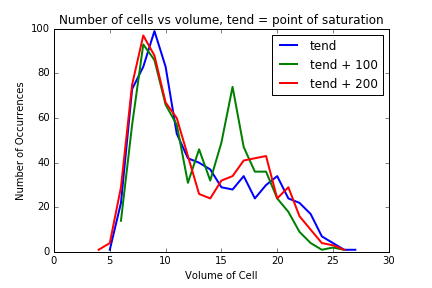 Number of cells vs volume, tend = point of saturation
100
80
60
40
20
0
Number of Occurrences
tend
tend + 100
tend + 200
0 5 10 15 20 25 30
Volume of Cell